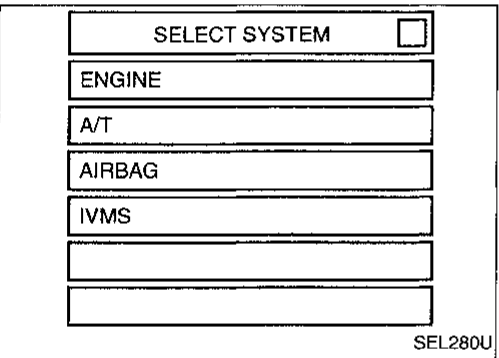 SELECT SYSTEM
ENGINE
A/T
AIRBAG
IVMS
SEL280U